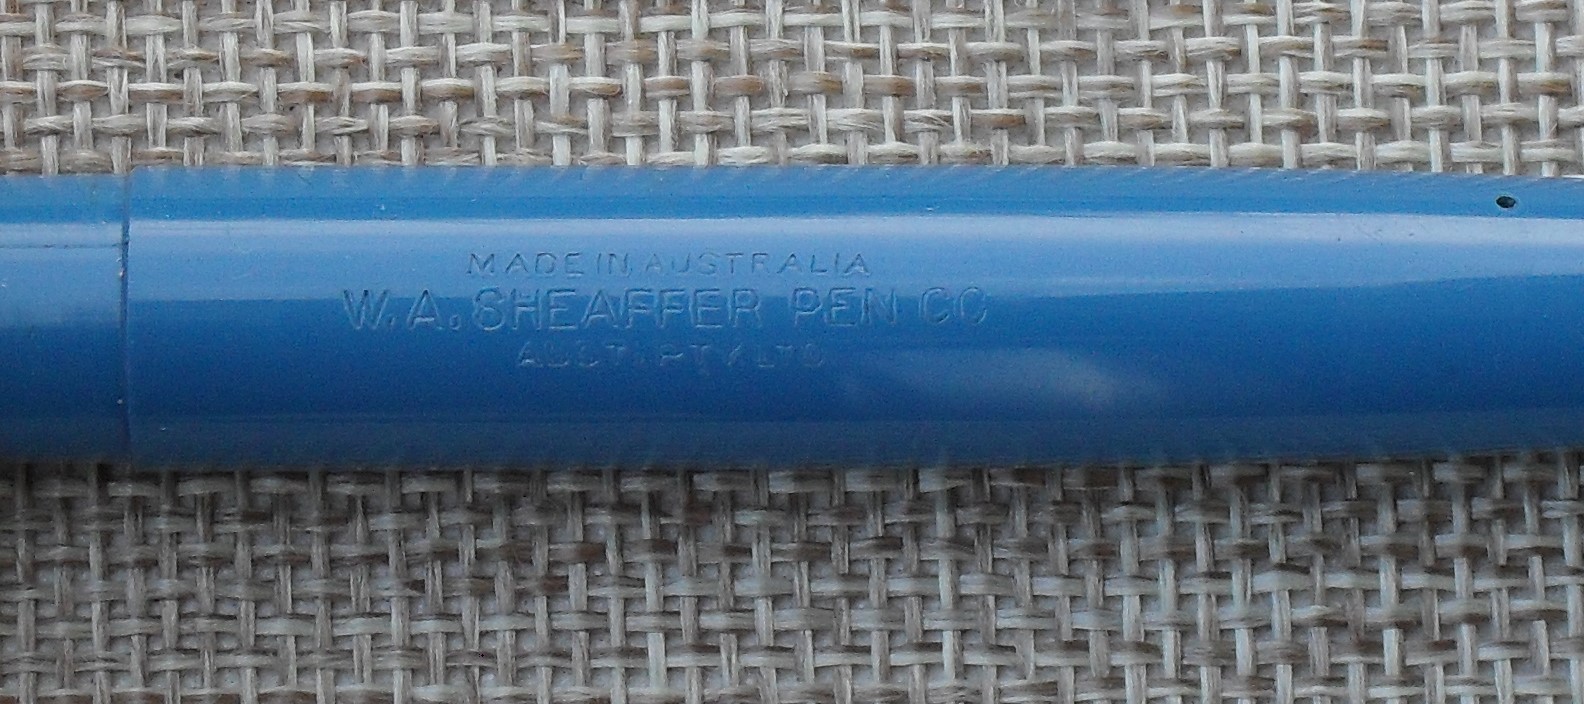 MADE IN AUSTRALIA
W.A. SHEAFFER PEN CO
AUST. PTY LTD